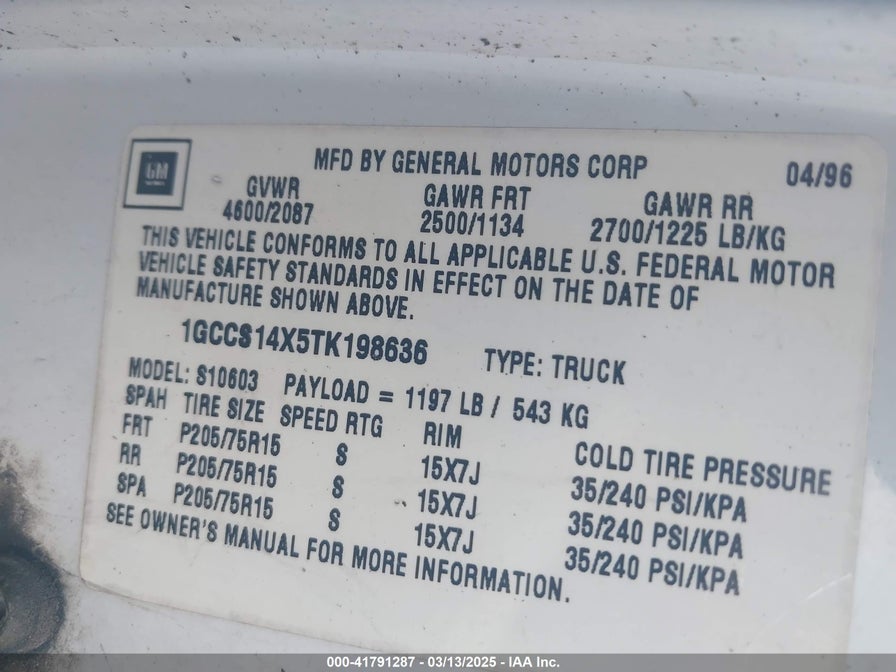 GM
MFD BY GENERAL MOTORS CORP 04/96
GVWR GAWR FRT GAWR RR
4600/2087 2500/1134 2700/1225 LB/KG
THIS VEHICLE CONFORMS TO ALL APPLICABLE U.S. FEDERAL MOTOR
VEHICLE SAFETY STANDARDS IN EFFECT ON THE DATE OF
MANUFACTURE SHOWN ABOVE.
1GCCS14X5TK198636 TYPE: TRUCK
MODEL: S10603 PAYLOAD = 1197 LB / 543 KG
SPAH TIRE SIZE SPEED RTG RIM COLD TIRE PRESSURE
FRT P205/75R15 S 15X7J 35/240 PSI/KPA
RR P205/75R15 S 15X7J 35/240 PSI/KPA
SPA P205/75R15 S 15X7J 35/240 PSI/KPA
SEE OWNER'S MANUAL FOR MORE INFORMATION.
000-41791287 - 03/13/2025 - IAA Inc.